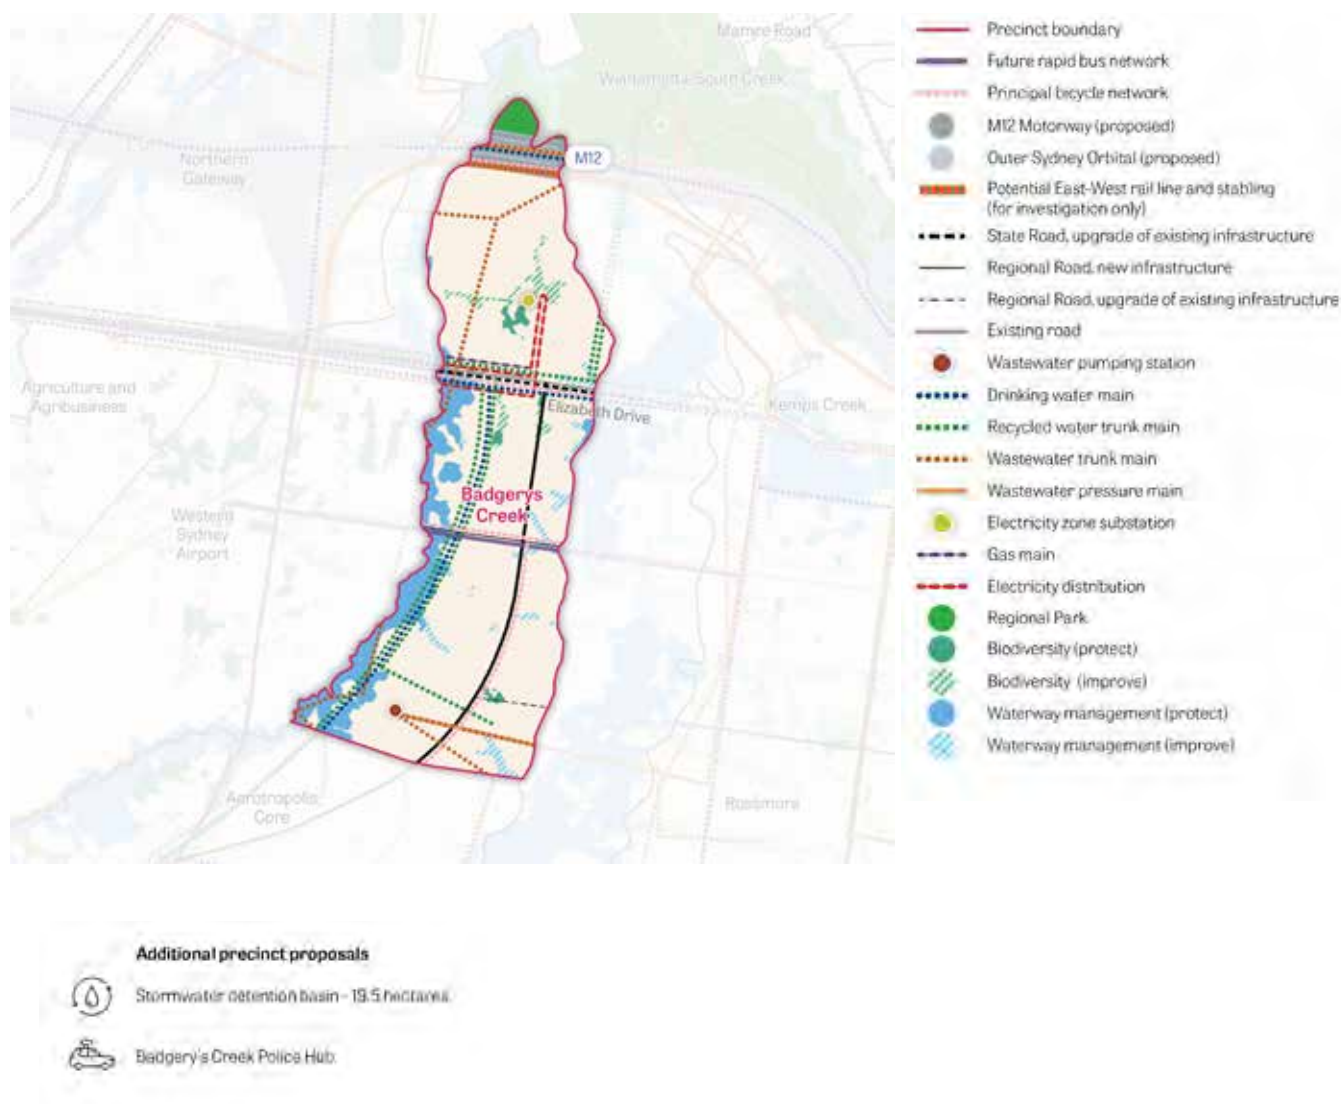 Mamre Road
Wianamatta-South Creek
M12
Northern
Gateway
Agriculture and
Agribusiness
Elizabeth Drive
Kemps Creek
Badgerys
Creek
Western
Sydney
Airport
Aerotropolis
Core
Rossmore
Precinct boundary
Future rapid bus network
Principal bicycle network
M12 Motorway (proposed)
Outer Sydney Orbital (proposed)
Potential East-West rail line and stabling
(for investigation only)
State Road, upgrade of existing infrastructure
Regional Road, new infrastructure
Regional Road, upgrade of existing infrastructure
Existing road
Wastewater pumping station
Drinking water main
Recycled water trunk main
Wastewater trunk main
Wastewater pressure main
Electricity zone substation
Gas main
Electricity distribution
Regional Park
Biodiversity (protect)
Biodiversity (improve)
Waterway management (protect)
Waterway management (improve)
Additional precinct proposals
Stormwater detention basin - 19.5 hectares
Badgery's Creek Police Hub